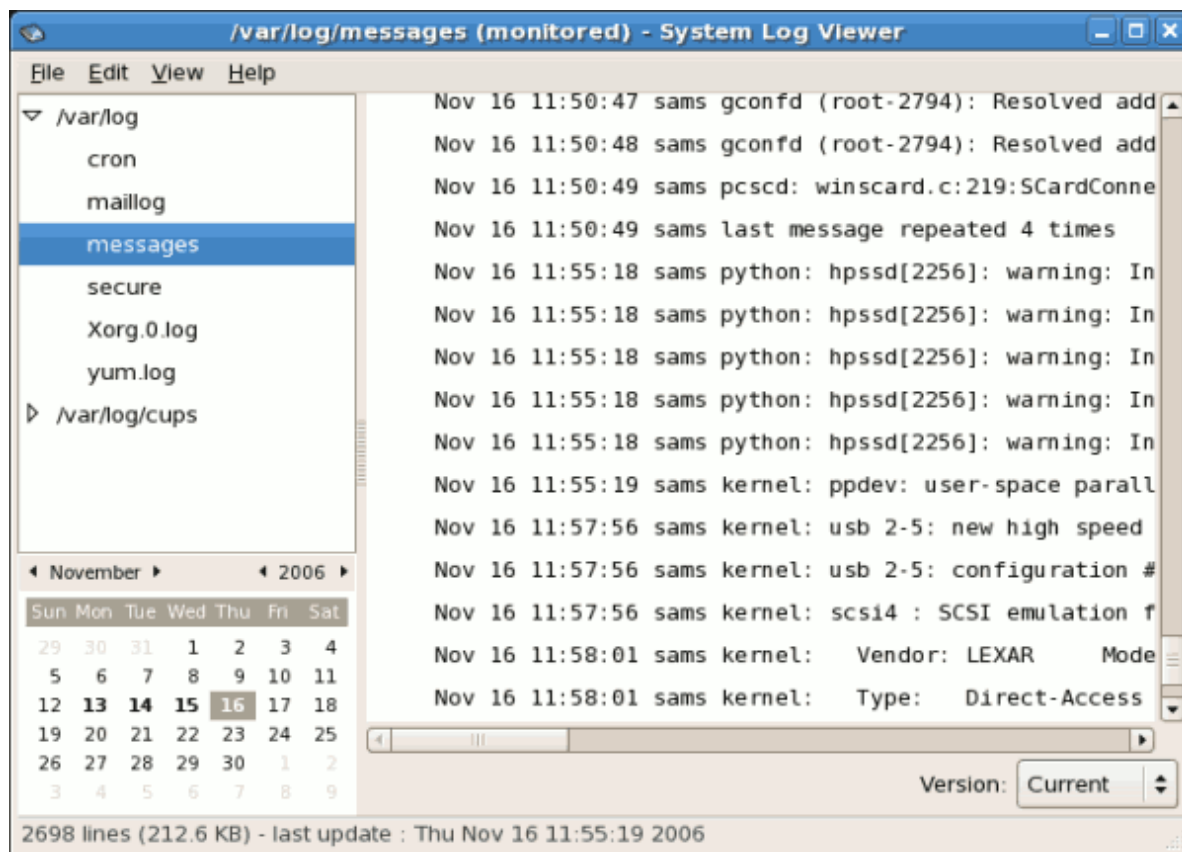 /var/log/messages (monitored) - System Log Viewer
File Edit View Help
/var/log
cron
maillog
messages
secure
Xorg.0.log
yum.log
/var/log/cups
November 2006
Sun Mon Tue Wed Thu Fri Sat
29 30 31 1 2 3 4
5 6 7 8 9 10 11
12 13 14 15 16 17 18
19 20 21 22 23 24 25
26 27 28 29 30 1 2
3 4 5 6 7 8 9
Nov 16 11:50:47 sams gconfd (root-2794): Resolved add
Nov 16 11:50:48 sams gconfd (root-2794): Resolved add
Nov 16 11:50:49 sams pcscd: winscard.c:219:SCardConne
Nov 16 11:50:49 sams last message repeated 4 times
Nov 16 11:55:18 sams python: hpssd[2256]: warning: In
Nov 16 11:55:18 sams python: hpssd[2256]: warning: In
Nov 16 11:55:18 sams python: hpssd[2256]: warning: In
Nov 16 11:55:18 sams python: hpssd[2256]: warning: In
Nov 16 11:55:18 sams python: hpssd[2256]: warning: In
Nov 16 11:55:19 sams kernel: ppdev: user-space parall
Nov 16 11:57:56 sams kernel: usb 2-5: new high speed
Nov 16 11:57:56 sams kernel: usb 2-5: configuration #
Nov 16 11:57:56 sams kernel: scsi4 : SCSI emulation f
Nov 16 11:58:01 sams kernel: Vendor: LEXAR Mode
Nov 16 11:58:01 sams kernel: Type: Direct-Access
Version: Current
2698 lines (212.6 KB) - last update : Thu Nov 16 11:55:19 2006